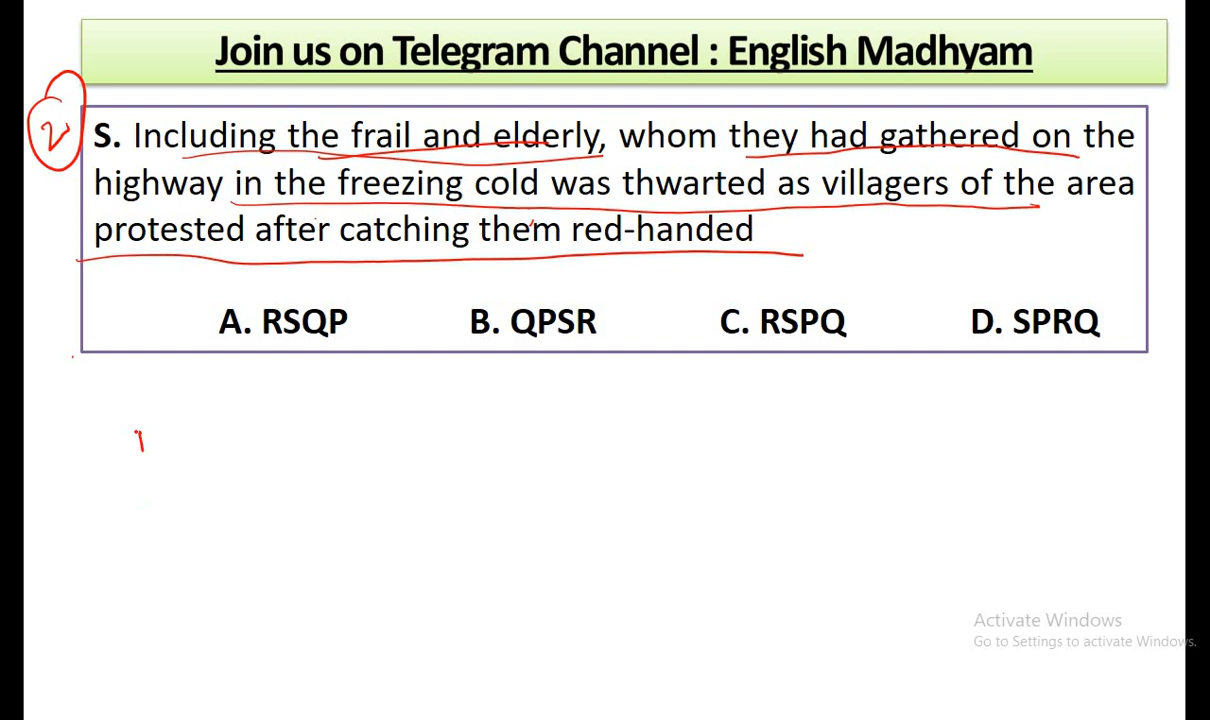 Join us on Telegram Channel : English Madhyam
2
S. Including the frail and elderly, whom they had gathered on the
highway in the freezing cold was thwarted as villagers of the area
protested after catching them red-handed
A. RSQP B. QPSR C. RSPQ D. SPRQ
Activate Windows
Go to Settings to activate Windows.